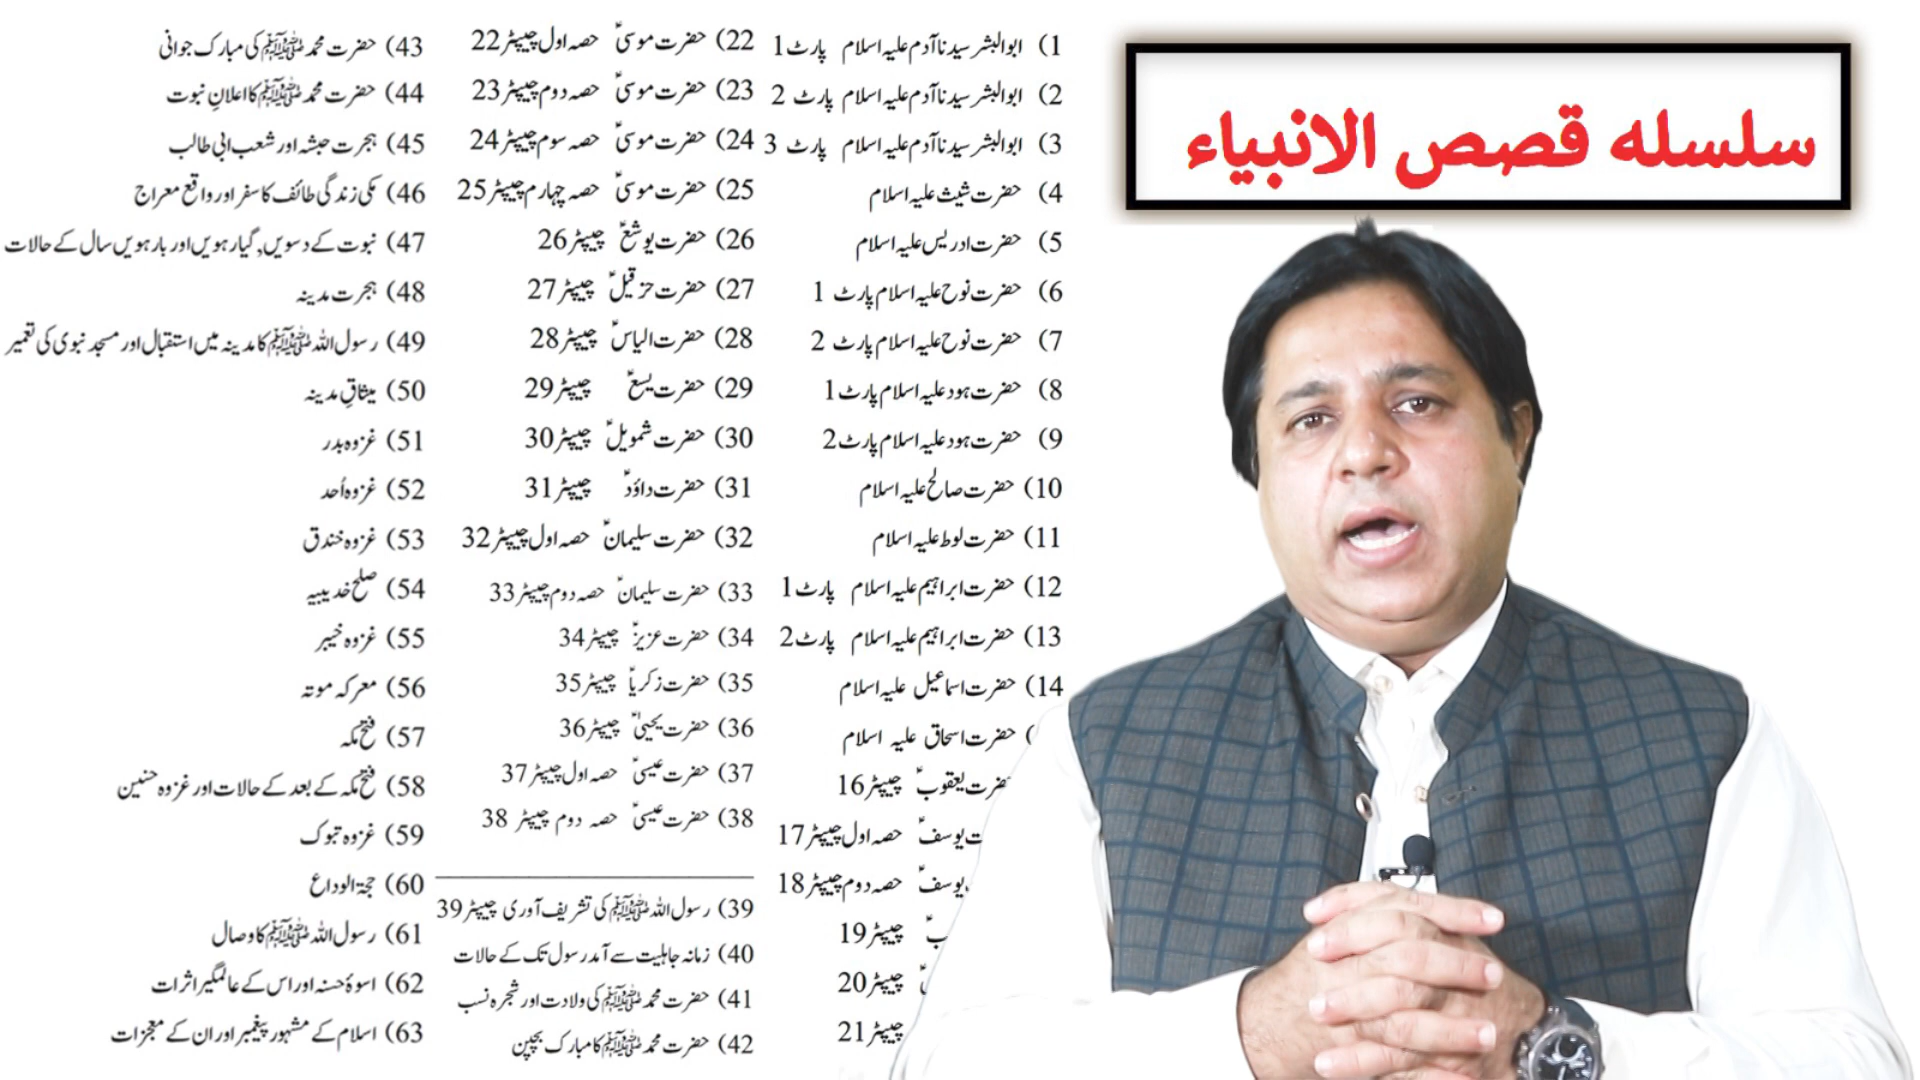 سلسلہ قصص الانبیاء
1) ابوالبشر سیدنا آدم علیہ اسلام پارٹ 1
2) ابوالبشر سیدنا آدم علیہ اسلام پارٹ 2
3) ابوالبشر سیدنا آدم علیہ اسلام پارٹ 3
4) حضرت شیث علیہ اسلام
5) حضرت ادریس علیہ اسلام
6) حضرت نوح علیہ اسلام پارٹ 1
7) حضرت نوح علیہ اسلام پارٹ 2
8) حضرت ہود علیہ اسلام پارٹ 1
9) حضرت ہود علیہ اسلام پارٹ 2
10) حضرت صالح علیہ اسلام
11) حضرت لوط علیہ اسلام
12) حضرت ابراہیم علیہ اسلام پارٹ 1
13) حضرت ابراہیم علیہ اسلام پارٹ 2
14) حضرت اسماعیل علیہ اسلام
) حضرت اسحاق علیہ اسلام
حضرت یعقوبؑ چیپٹر 16
یوسفؑ حصہ اول چیپٹر 17
یوسفؑ حصہ دوم چیپٹر 18
چیپٹر 19
چیپٹر 20
چیپٹر 21
22) حضرت موسیؑ حصہ اول چیپٹر 22
23) حضرت موسیؑ حصہ دوم چیپٹر 23
24) حضرت موسیؑ حصہ سوم چیپٹر 24
25) حضرت موسیؑ حصہ چہارم چیپٹر 25
26) حضرت یوشعؑ چیپٹر 26
27) حضرت حزقیلؑ چیپٹر 27
28) حضرت الیاسؑ چیپٹر 28
29) حضرت یسعؑ چیپٹر 29
30) حضرت شمویلؑ چیپٹر 30
31) حضرت داؤدؑ چیپٹر 31
32) حضرت سلیمانؑ حصہ اول چیپٹر 32
33) حضرت سلیمانؑ حصہ دوم چیپٹر 33
34) حضرت عزیرؑ چیپٹر 34
35) حضرت زکریاؑ چیپٹر 35
36) حضرت یحییٰؑ چیپٹر 36
37) حضرت عیسیؑ حصہ اول چیپٹر 37
38) حضرت عیسیؑ حصہ دوم چیپٹر 38
39) رسول اللہ ﷺ کی تشریف آوری چیپٹر 39
40) زمانہ جاہلیت سے آمد رسول تک کے حالات
41) حضرت محمد ﷺ کی ولادت اور شجرہ نسب
42) حضرت محمد ﷺ کا مبارک بچپن
43) حضرت محمد ﷺ کی مبارک جوانی
44) حضرت محمد ﷺ کا اعلانِ نبوت
45) ہجرت حبشہ اور شعب ابی طالب
46) مکی زندگی طائف کا سفر اور واقع معراج
47) نبوت کے دسویں, گیارہویں اور بارہویں سال کے حالات
48) ہجرت مدینہ
49) رسول اللہ ﷺ کا مدینہ میں استقبال اور مسجد نبوی کی تعمیر
50) میثاقِ مدینہ
51) غزوہ بدر
52) غزوہ اُحد
53) غزوہ خندق
54) صلح خدیبیہ
55) غزوہ خیبر
56) معرکہ موتہ
57) فتح مکہ
58) فتح مکہ کے بعد کے حالات اور غزوہ حنین
59) غزوہ تبوک
60) حجۃ الوداع
61) رسول اللہ ﷺ کا وصال
62) اسوۂ حسنہ اور اس کے عالمگیر اثرات
63) اسلام کے مشہور پیغمبر اور ان کے معجزات